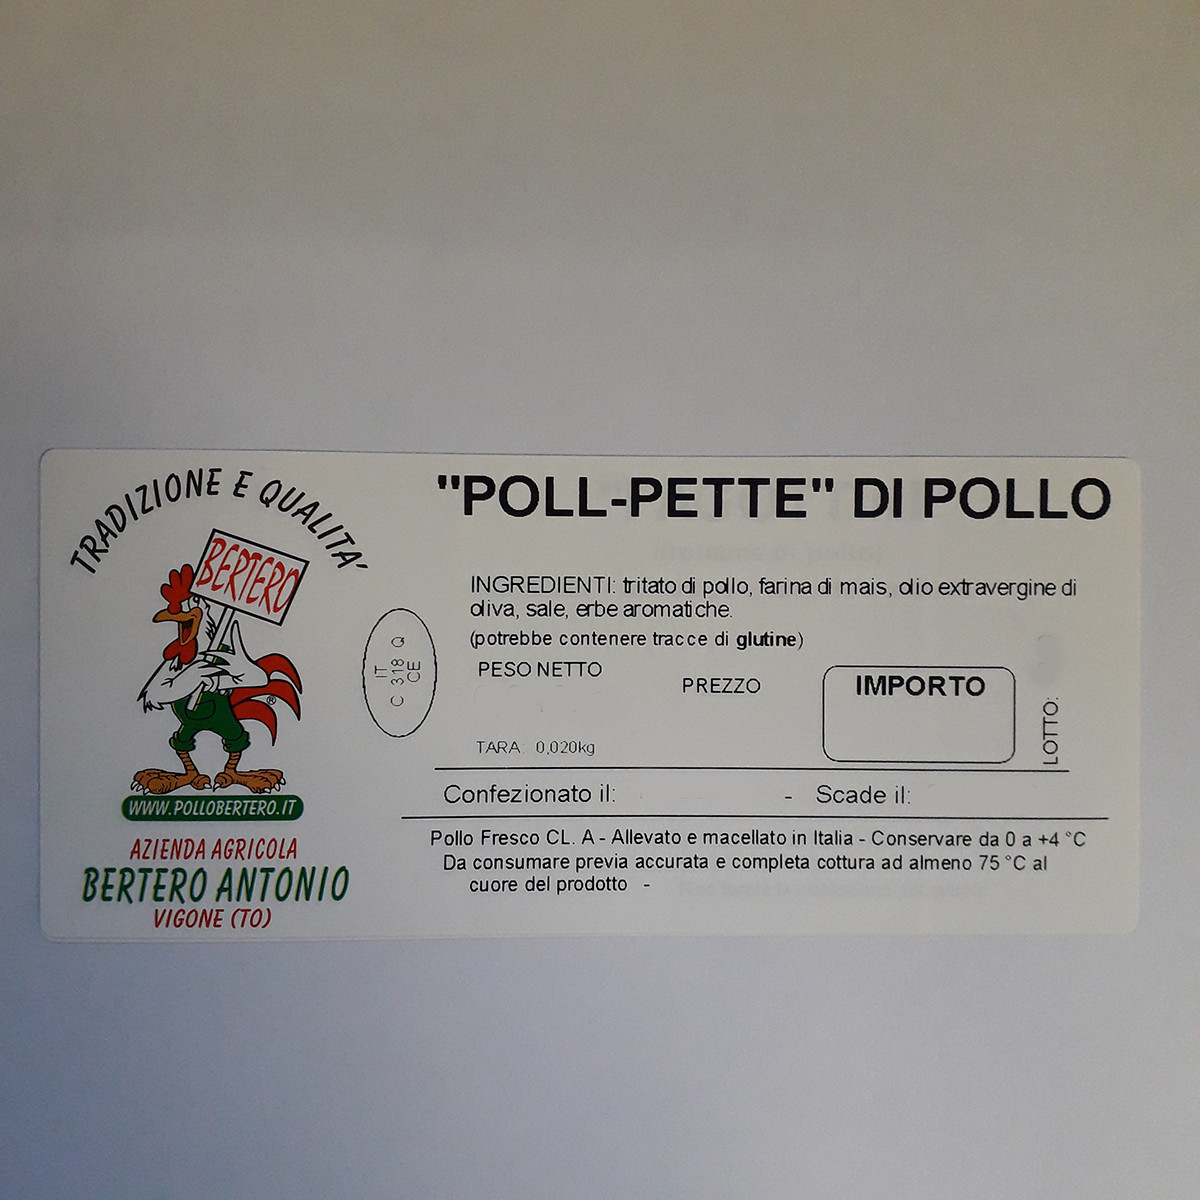 TRADIZIONE E QUALITA'
BERTERO
®
WWW.POLLOBERTERO.IT
AZIENDA AGRICOLA
BERTERO ANTONIO
VIGONE (TO)
IT
C 318 Q
CE
"POLL-PETTE" DI POLLO
INGREDIENTI: tritato di pollo, farina di mais, olio extravergine di
oliva, sale, erbe aromatiche.
(potrebbe contenere tracce di glutine)
PESO NETTO
PREZZO
IMPORTO
LOTTO:
TARA: 0,020kg
Confezionato il: - Scade il:
Pollo Fresco CL. A - Allevato e macellato in Italia - Conservare da 0 a +4 °C
Da consumare previa accurata e completa cottura ad almeno 75 °C al
cuore del prodotto -